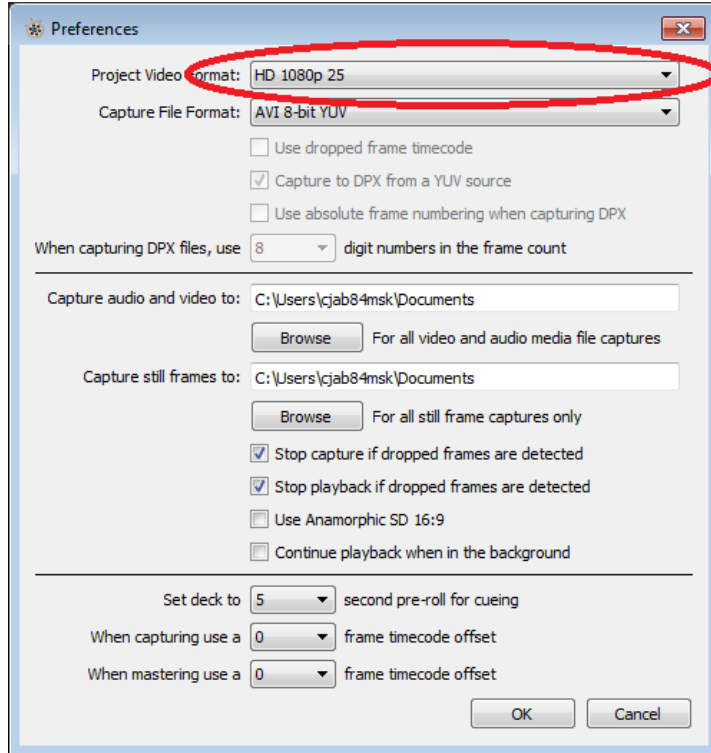 Preferences
Project Video Format: HD 1080p 25
Capture File Format: AVI 8-bit YUV
Use dropped frame timecode
Capture to DPX from a YUV source
Use absolute frame numbering when capturing DPX
When capturing DPX files, use 8 digit numbers in the frame count
Capture audio and video to: C:\Users\cjab84msk\Documents
Browse For all video and audio media file captures
Capture still frames to: C:\Users\cjab84msk\Documents
Browse For all still frame captures only
Stop capture if dropped frames are detected
Stop playback if dropped frames are detected
Use Anamorphic SD 16:9
Continue playback when in the background
Set deck to 5 second pre-roll for cueing
When capturing use a 0 frame timecode offset
When mastering use a 0 frame timecode offset
OK Cancel